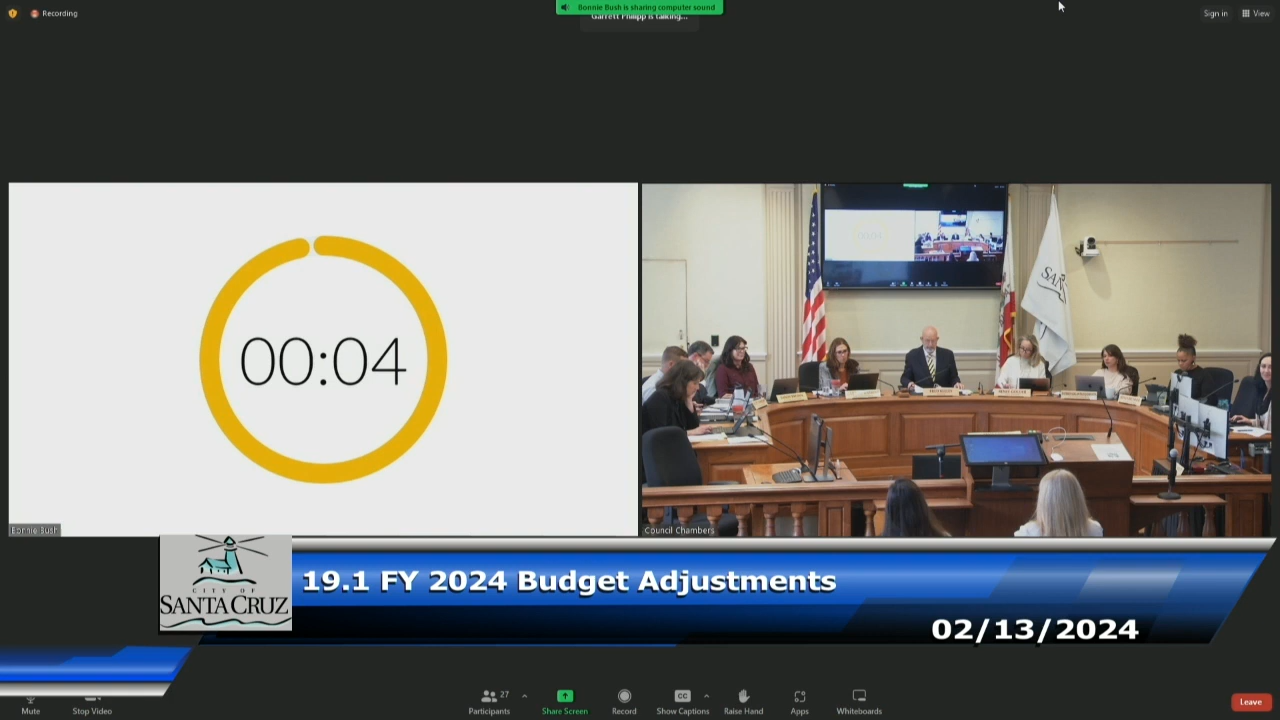 Recording
Bonnie Bush is sharing computer sound
Garrett Philipp is talking...
Sign in
View
00:04
Bonnie Bush
SAN
Council Chambers
CITY OF
SANTA CRUZ
19.1 FY 2024 Budget Adjustments
02/13/2024
Mute
Stop Video
Participants
27
Share Screen
Record
CC
Show Captions
Raise Hand
Apps
Whiteboards
Leave